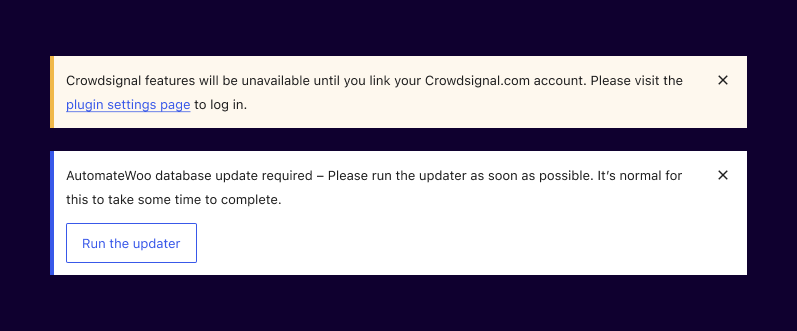 Crowdsignal features will be unavailable until you link your Crowdsignal.com account. Please visit the
plugin settings page to log in.
AutomateWoo database update required – Please run the updater as soon as possible. It’s normal for
this to take some time to complete.
Run the updater